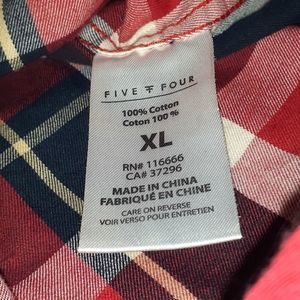 FIVE FOUR
100% Cotton
Coton 100 %
XL
RN# 116666
CA# 37296
MADE IN CHINA
FABRIQUÉ EN CHINE
CARE ON REVERSE
VOIR VERSO POUR ENTRETIEN